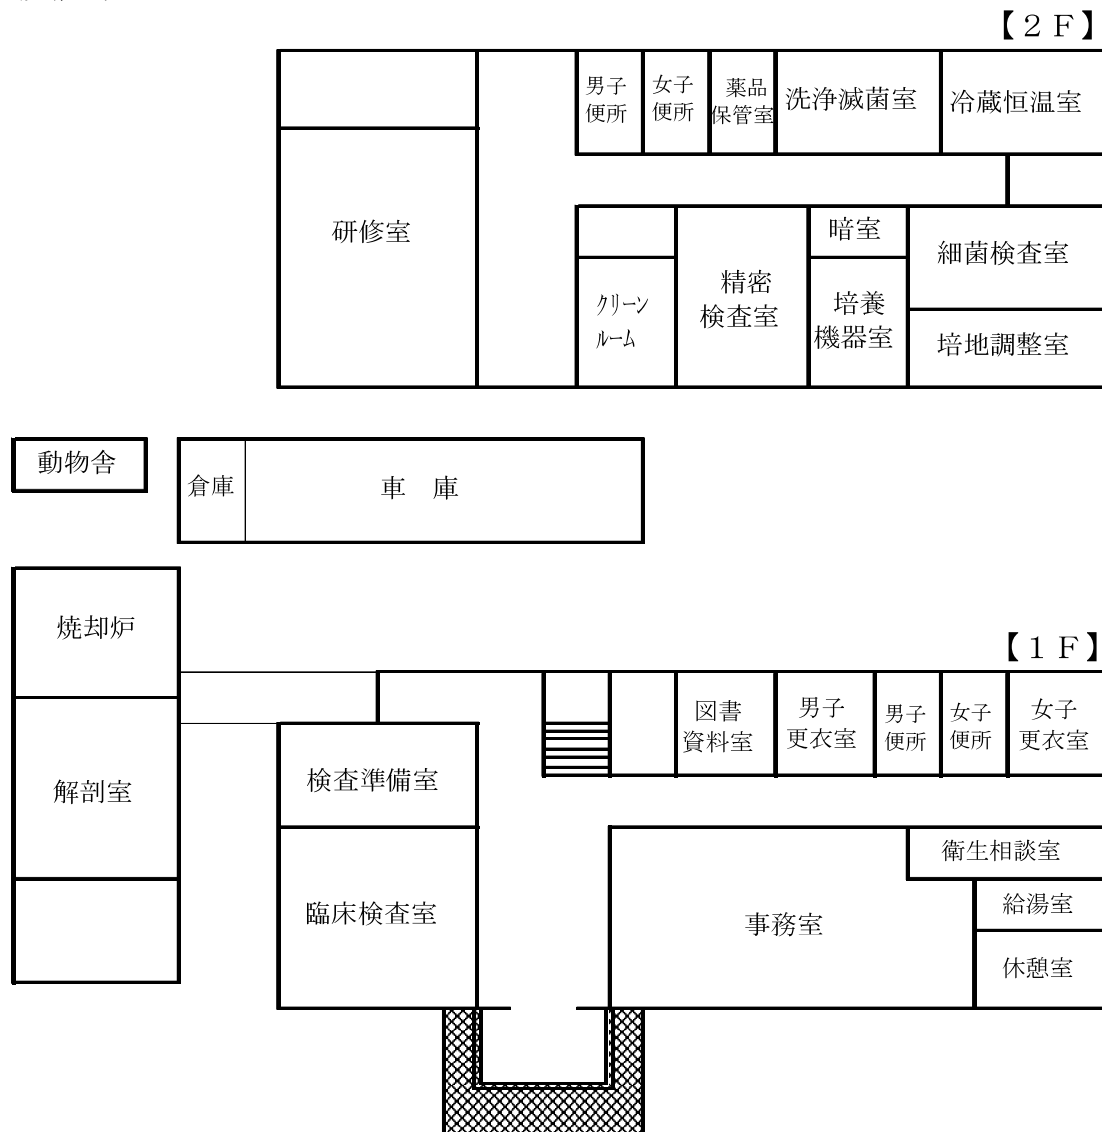 【２Ｆ】
男子
便所
女子
便所
薬品
保管室
洗浄滅菌室
冷蔵恒温室
研修室
クリーン
ルーム
精密
検査室
暗室
培養
機器室
細菌検査室
培地調整室
動物舎
倉庫
車　庫
焼却炉
解剖室
【１Ｆ】
図書
資料室
男子
更衣室
男子
便所
女子
便所
女子
更衣室
検査準備室
臨床検査室
事務室
衛生相談室
給湯室
休憩室